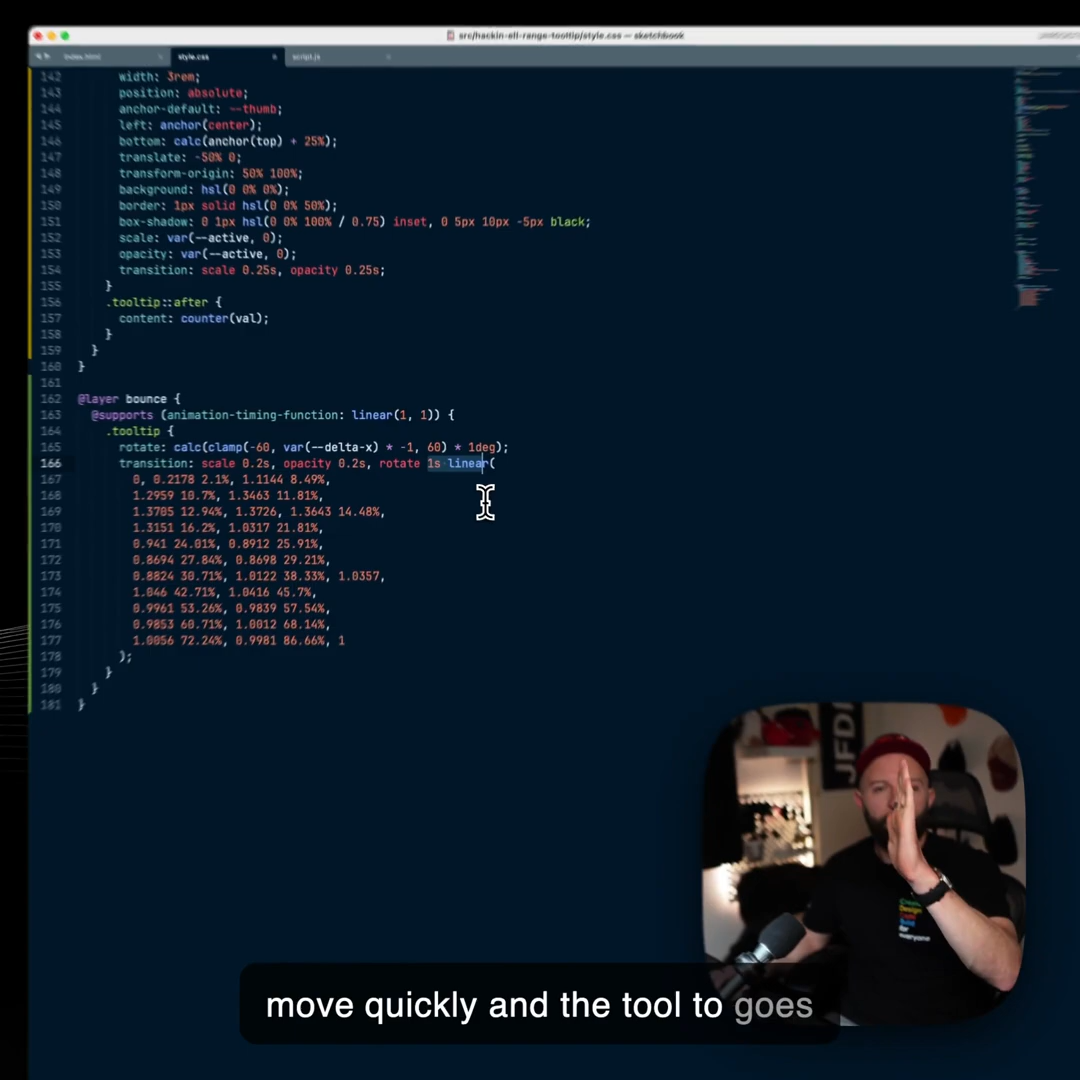 src/hackin-elf-range-tooltip/style.css — sketchbook
index.html
style.css
script.js
142 width: 3rem;
143 position: absolute;
144 anchor-default: --thumb;
145 left: anchor(center);
146 bottom: calc(anchor(top) + 25%);
147 translate: -50% 0;
148 transform-origin: 50% 100%;
149 background: hsl(0 0% 0%);
150 border: 1px solid hsl(0 0% 50%);
151 box-shadow: 0 1px hsl(0 0% 100% / 0.75) inset, 0 5px 10px -5px black;
152 scale: var(--active, 0);
153 opacity: var(--active, 0);
154 transition: scale 0.25s, opacity 0.25s;
155 }
156 .tooltip::after {
157 content: counter(val);
158 }
159 }
160 }
161
162 @layer bounce {
163 @supports (animation-timing-function: linear(1, 1)) {
164 .tooltip {
165 rotate: calc(clamp(-60, var(--delta-x) * -1, 60) * 1deg);
166 transition: scale 0.2s, opacity 0.2s, rotate 1s linear(
167 0, 0.2178 2.1%, 1.1144 8.49%,
168 1.2959 10.7%, 1.3463 11.81%,
169 1.3705 12.94%, 1.3726, 1.3643 14.48%,
170 1.3151 16.2%, 1.0317 21.81%,
171 0.941 24.01%, 0.8912 25.91%,
172 0.8694 27.84%, 0.8698 29.21%,
173 0.8824 30.71%, 1.0122 38.33%, 1.0357,
174 1.046 42.71%, 1.0416 45.7%,
175 0.9961 53.26%, 0.9839 57.54%,
176 0.9853 60.71%, 1.0012 68.14%,
177 1.0056 72.24%, 0.9981 86.66%, 1
178 );
179 }
180 }
181 }
JFDI
Design
Code
Build
for
everyone
move quickly and the tool to goes